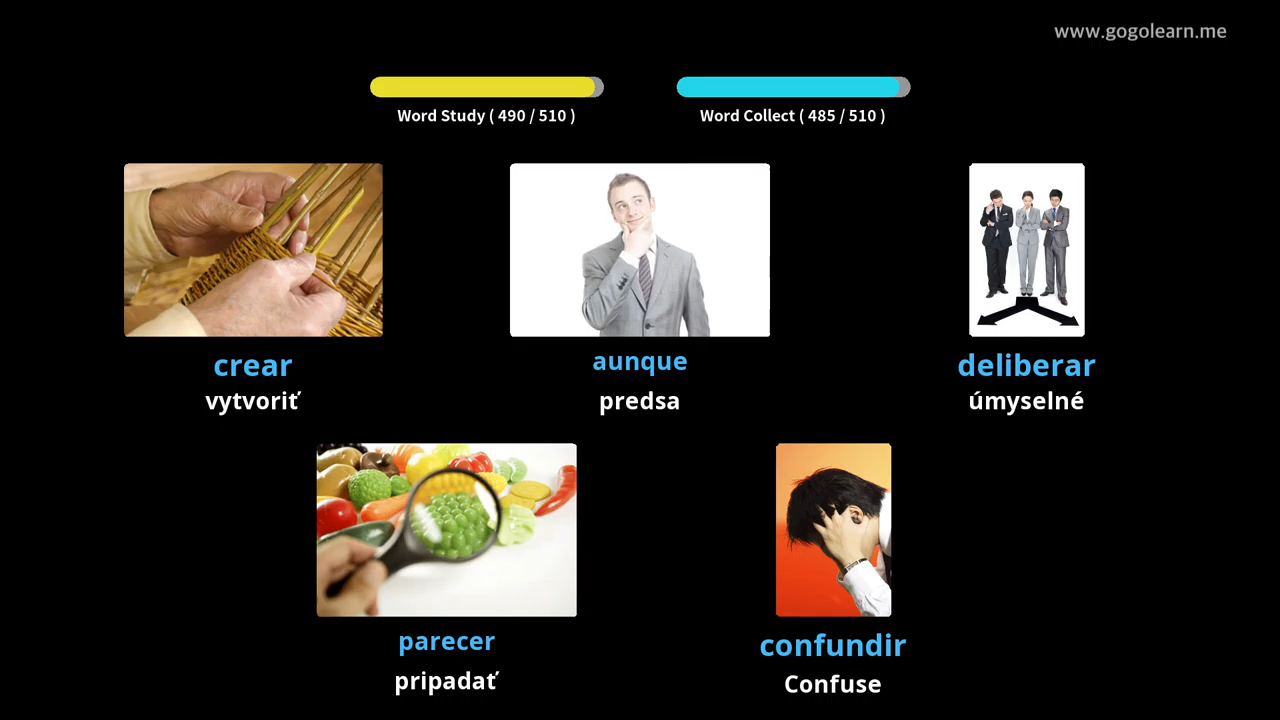 www.gogolearn.me
Word Study ( 490 / 510 )
Word Collect ( 485 / 510 )
crear
vytvoriť
aunque
predsa
deliberar
úmyselné
parecer
pripadať
confundir
Confuse